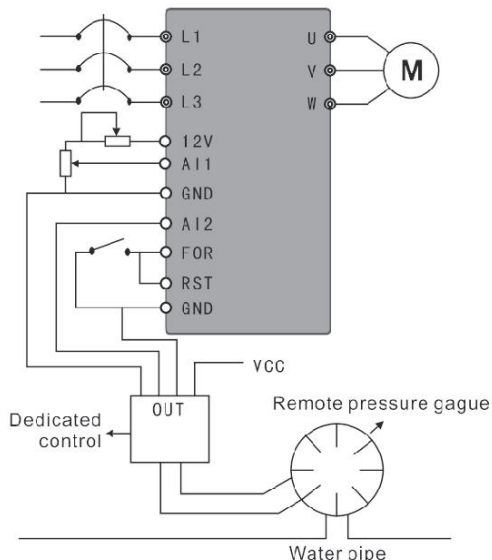 L1
U
L2
V
M
L3
W
12V
AI1
GND
AI2
FOR
RST
GND
VCC
OUT
Remote pressure gague
Dedicated
control
Water pipe